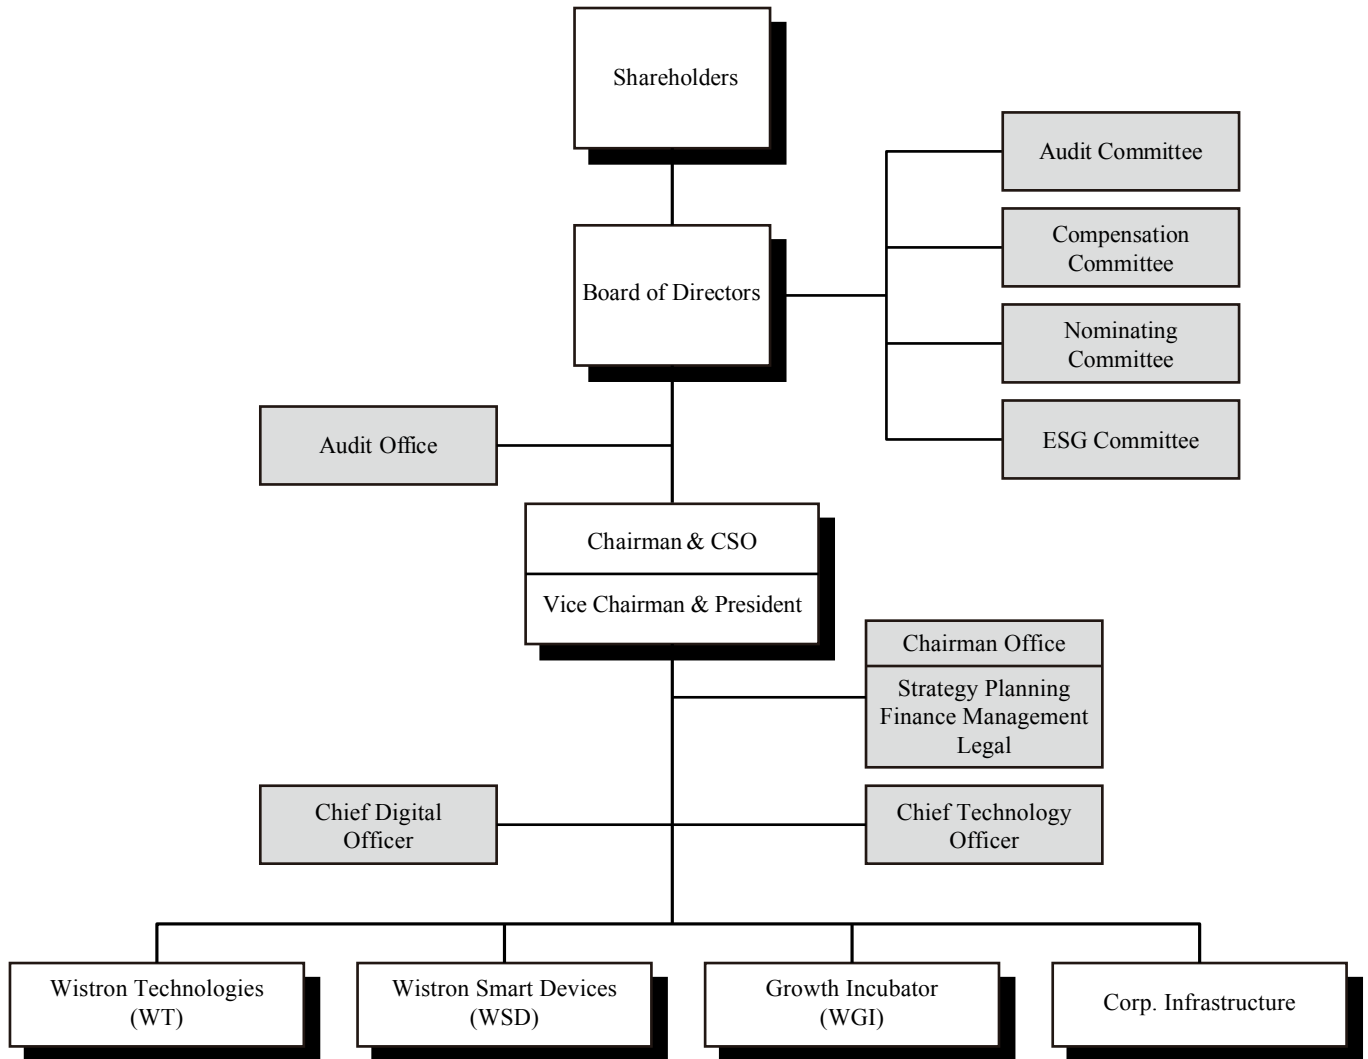 Shareholders
Audit Committee
Compensation
Committee
Board of Directors
Nominating
Committee
Audit Office
ESG Committee
Chairman & CSO
Vice Chairman & President
Chairman Office
Strategy Planning
Finance Management
Legal
Chief Digital
Officer
Chief Technology
Officer
Wistron Technologies
(WT)
Wistron Smart Devices
(WSD)
Growth Incubator
(WGI)
Corp. Infrastructure